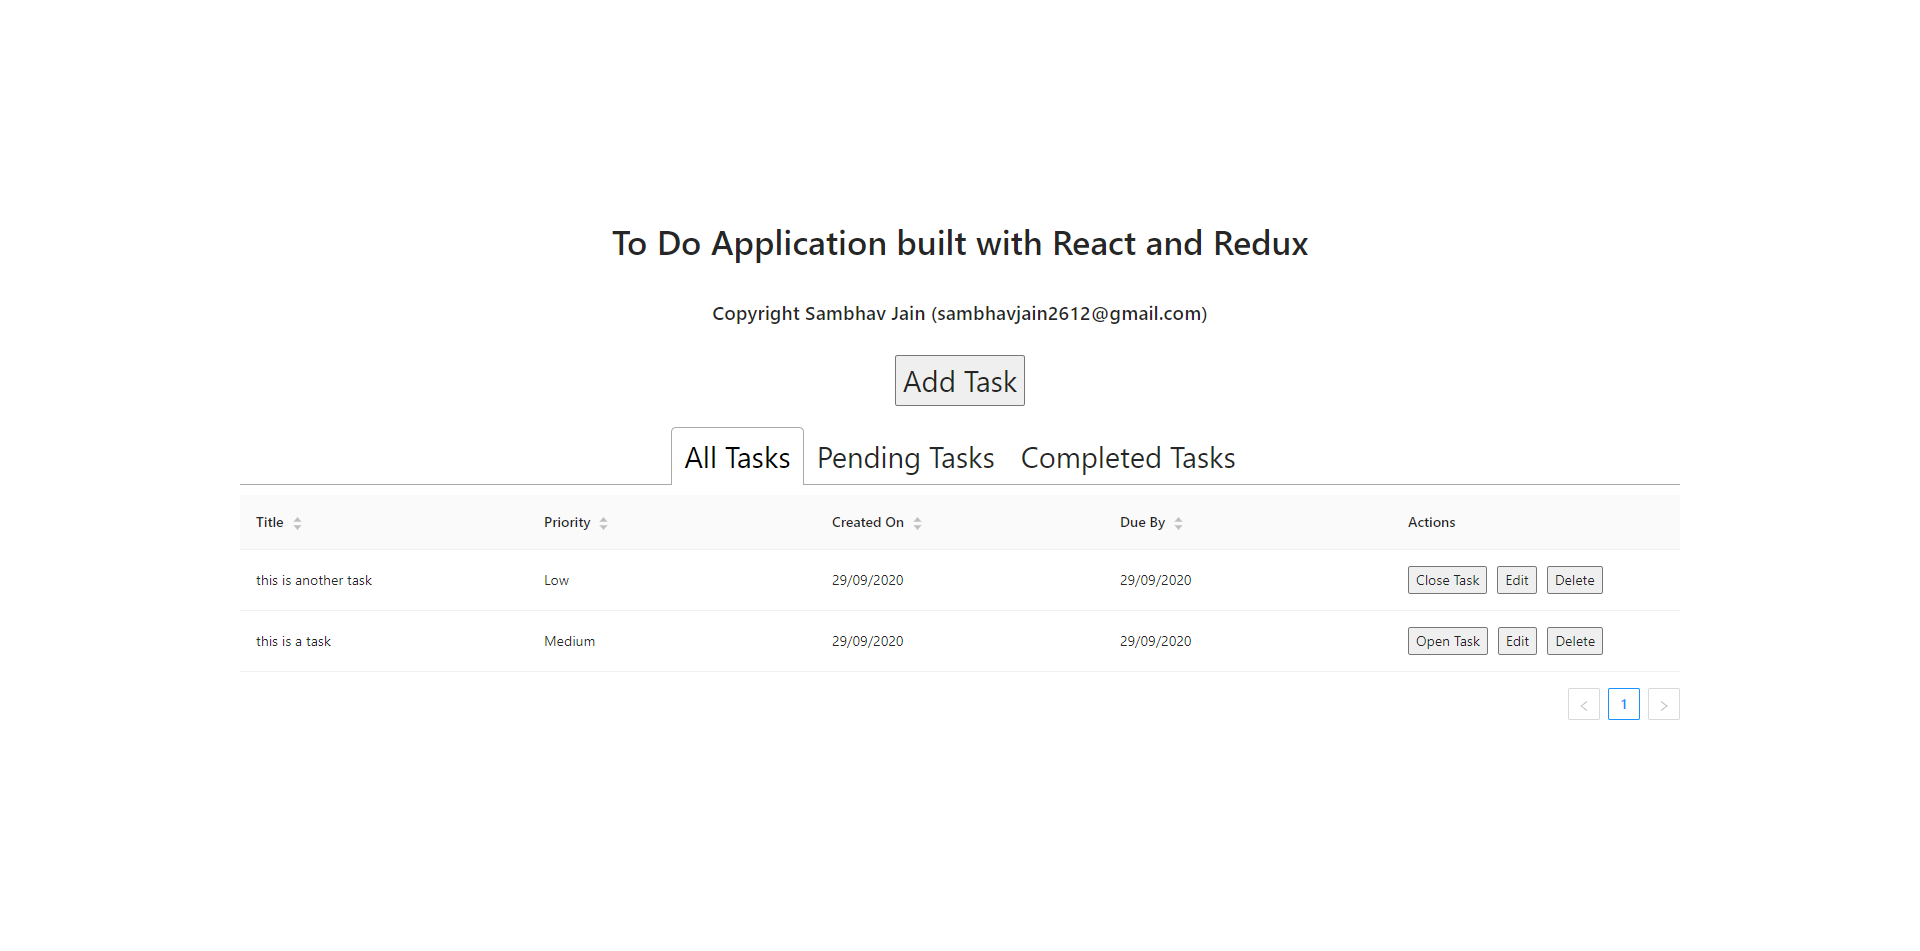 To Do Application built with React and Redux
Copyright Sambhav Jain (sambhavjain2612@gmail.com)
Add Task
All Tasks Pending Tasks Completed Tasks
Title Priority Created On Due By Actions
this is another task Low 29/09/2020 29/09/2020 Close Task Edit Delete
this is a task Medium 29/09/2020 29/09/2020 Open Task Edit Delete
< 1 >